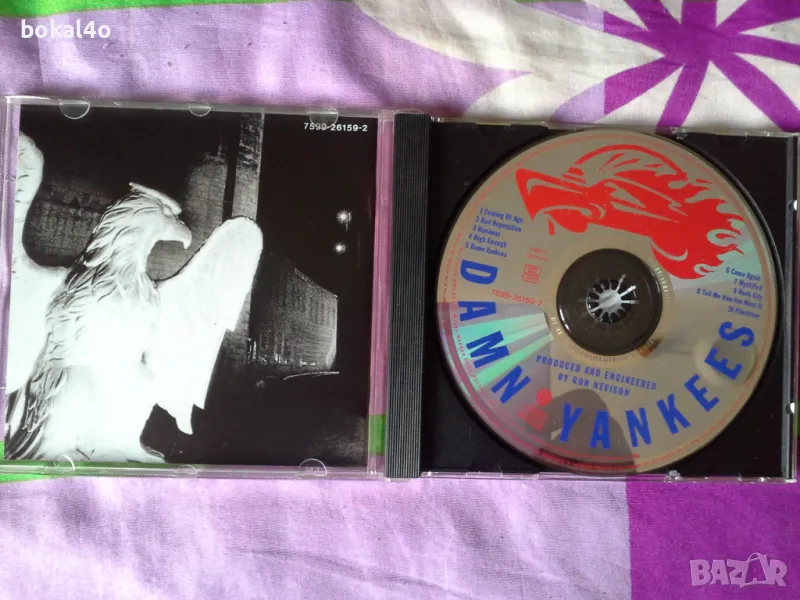 bokal4o
7599-26159-2
1 Coming Of Age
2 Bad Reputation
3 Runaway
4 High Enough
5 Damn Yankees
6 Come Again
7 Mystified
8 Rock City
9 Tell Me How You Want It
10 Piledriver
7599-26159-2
PRODUCED AND ENGINEERED
BY RON NEVISON
DAMN YANKEES
BAZAR